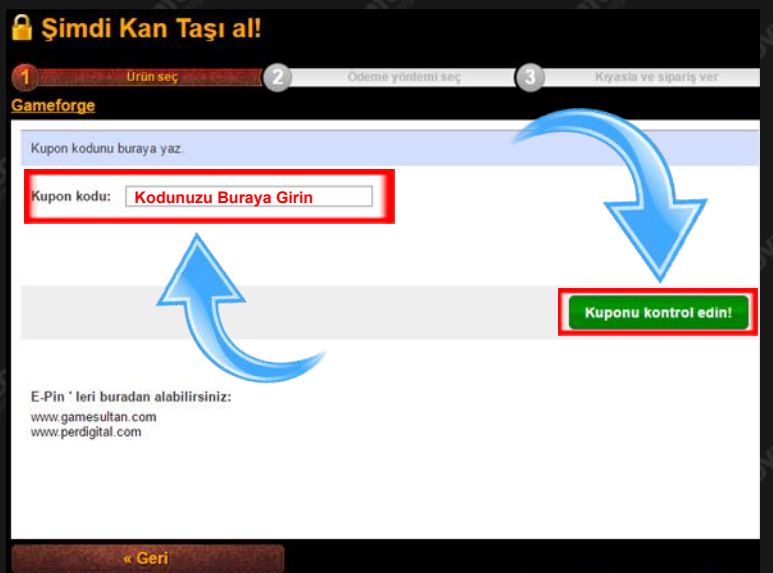 Şimdi Kan Taşı al!
1 Ürün seç 2 Ödeme yöntemi seç 3 Kıyasla ve sipariş ver
Gameforge
Kupon kodunu buraya yaz.
Kupon kodu: Kodunuzu Buraya Girin
Kuponu kontrol edin!
E-Pin ' leri buradan alabilirsiniz:
www.gamesultan.com
www.perdigital.com
« Geri